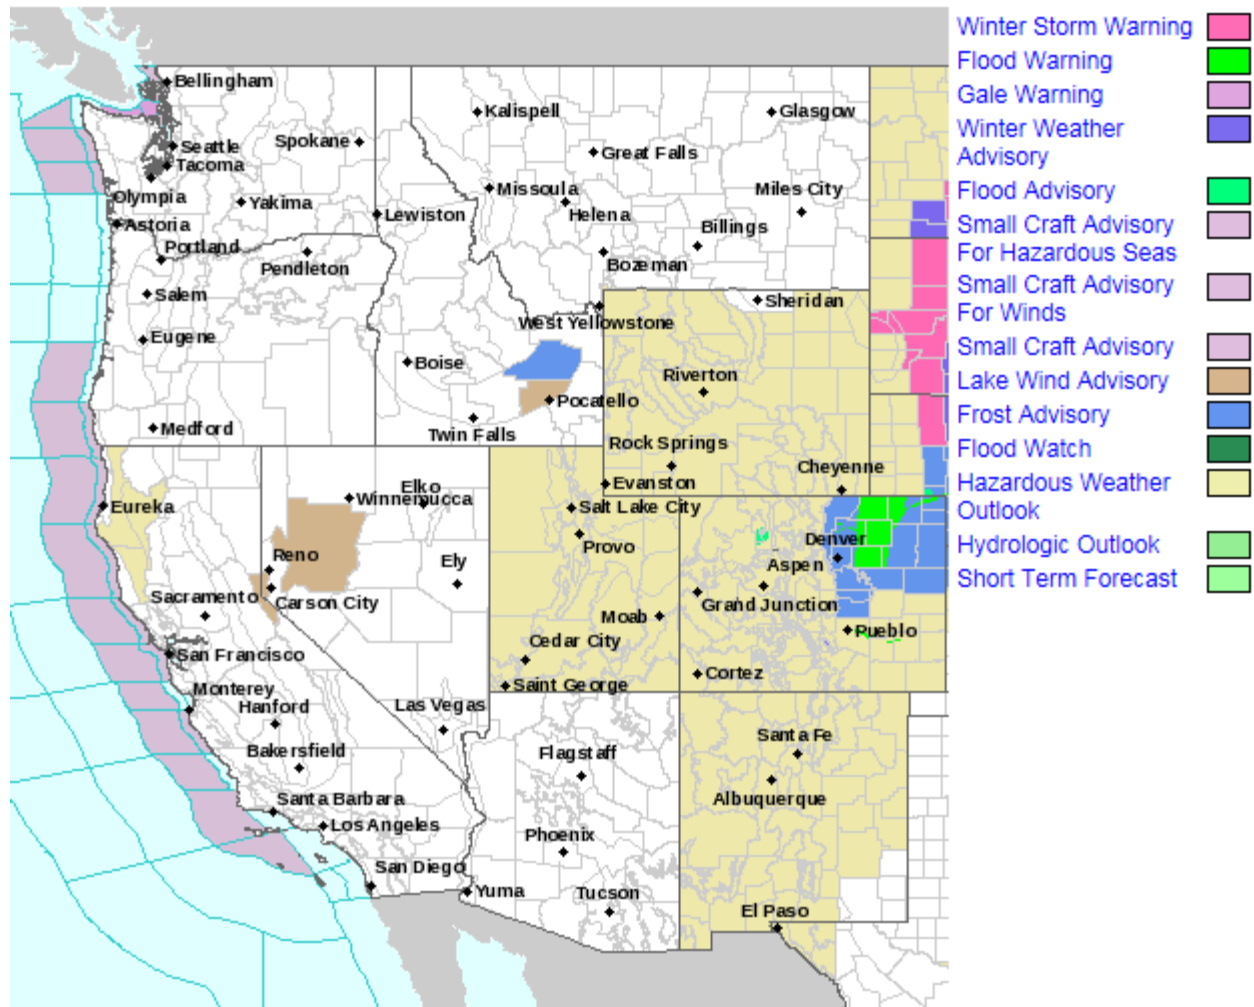 Bellingham
Seattle
Spokane
Tacoma
Olympia
Yakima
Astoria
Portland
Lewiston
Pendleton
Salem
Eugene
Medford
Kalispell
Glasgow
Great Falls
Missoula
Miles City
Helena
Billings
Bozeman
Sheridan
West Yellowstone
Boise
Riverton
Pocatello
Twin Falls
Rock Springs
Cheyenne
Evanston
Elko
Winnemucca
Eureka
Salt Lake City
Provo
Denver
Reno
Ely
Aspen
Carson City
Sacramento
Grand Junction
Moab
Pueblo
Cedar City
San Francisco
Cortez
Saint George
Monterey
Hanford
Las Vegas
Bakersfield
Flagstaff
Santa Fe
Albuquerque
Santa Barbara
Los Angeles
Phoenix
San Diego
Yuma
Tucson
El Paso
Winter Storm Warning
Flood Warning
Gale Warning
Winter Weather
Advisory
Flood Advisory
Small Craft Advisory
For Hazardous Seas
Small Craft Advisory
For Winds
Small Craft Advisory
Lake Wind Advisory
Frost Advisory
Flood Watch
Hazardous Weather
Outlook
Hydrologic Outlook
Short Term Forecast